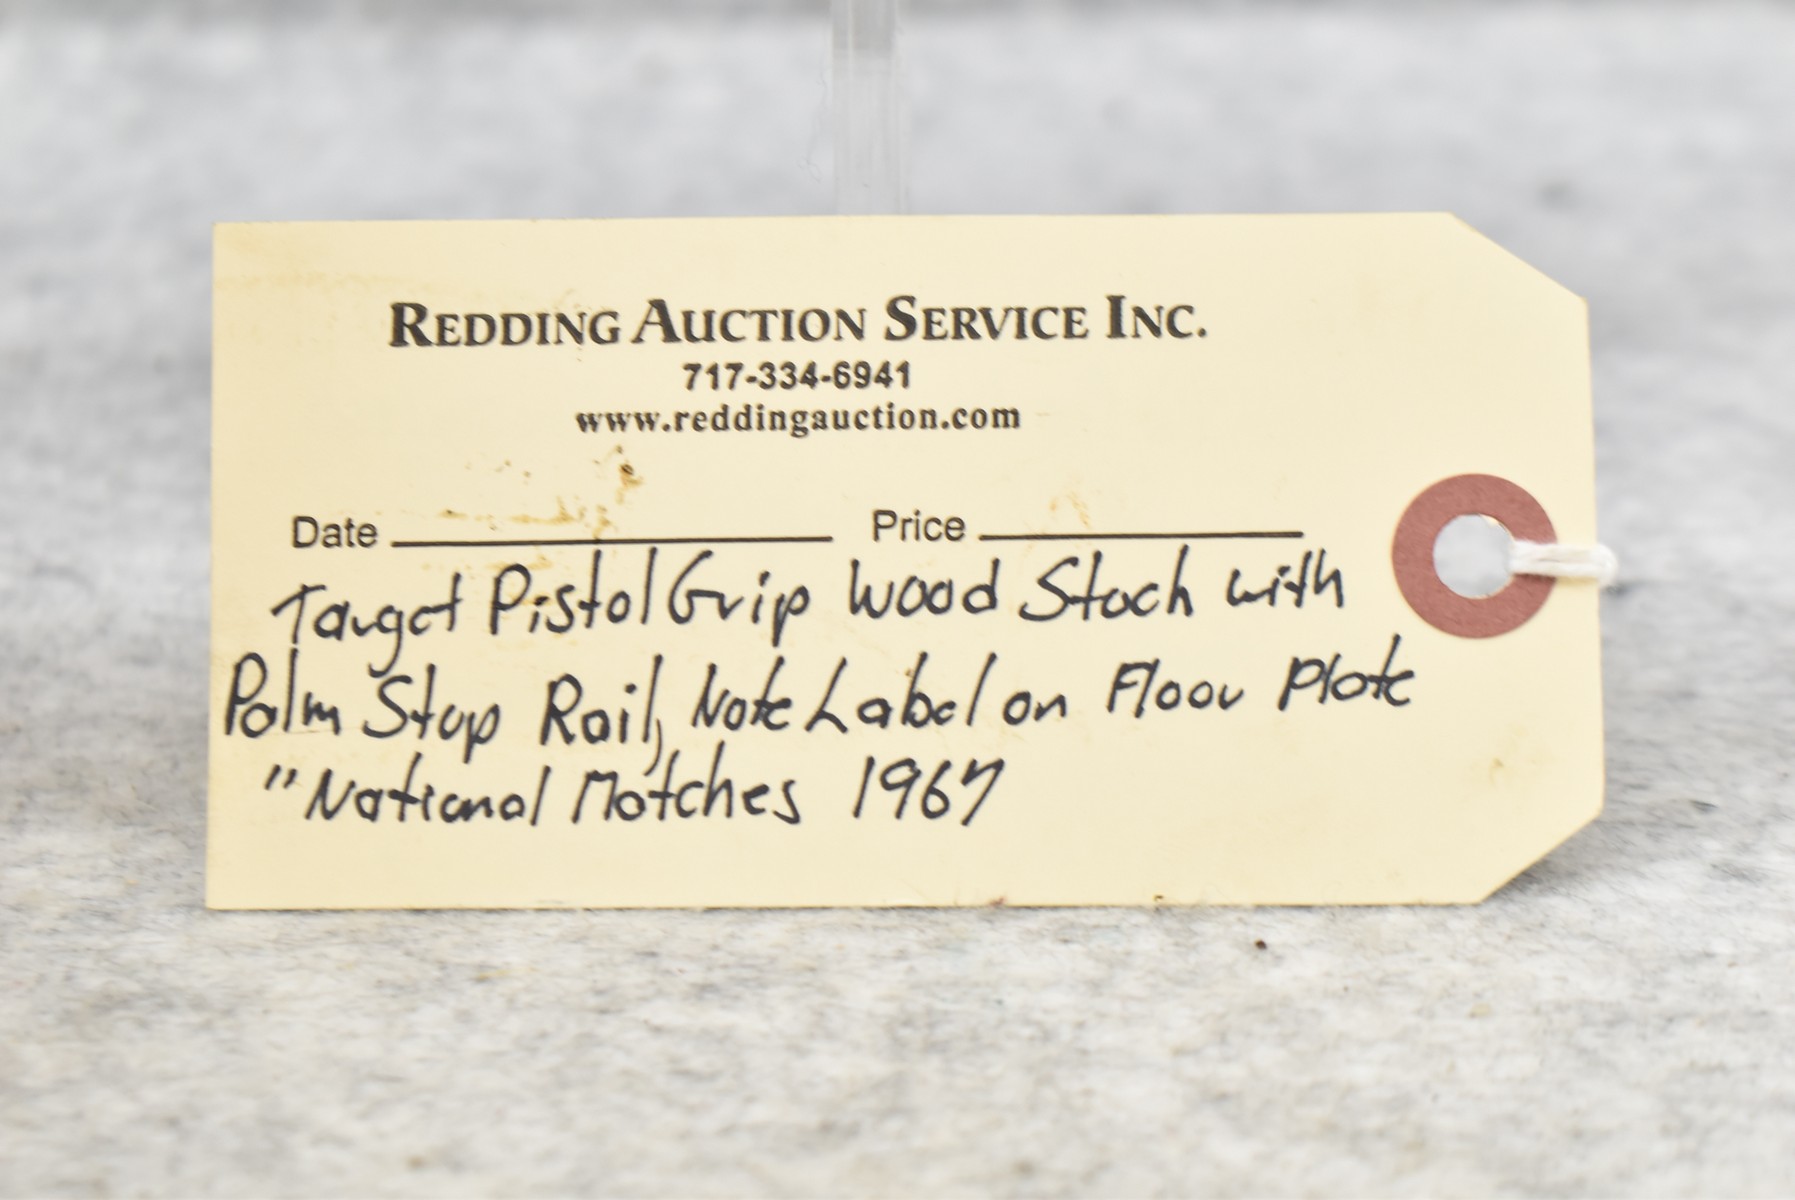 REDDING AUCTION SERVICE INC.
717-334-6941
www.reddingauction.com
Date Price
Target Pistol Grip Wood Stock with
Palm Stop Rail, Note Label on Floor Plate
"National Matches 1967